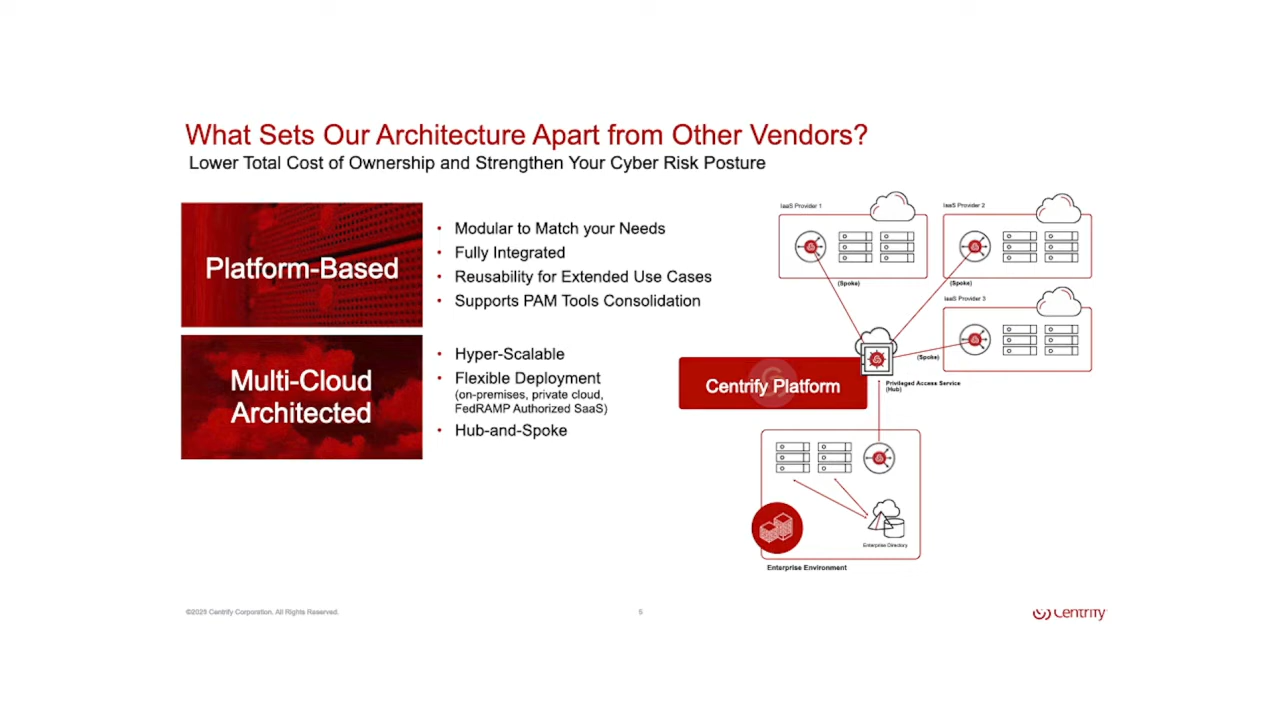 What Sets Our Architecture Apart from Other Vendors?
Lower Total Cost of Ownership and Strengthen Your Cyber Risk Posture
Platform-Based
• Modular to Match your Needs
• Fully Integrated
• Reusability for Extended Use Cases
• Supports PAM Tools Consolidation
Multi-Cloud
Architected
• Hyper-Scalable
• Flexible Deployment
(on-premises, private cloud,
FedRAMP Authorized SaaS)
• Hub-and-Spoke
IaaS Provider 1
(Spoke)
IaaS Provider 2
(Spoke)
IaaS Provider 3
(Spoke)
Centrify Platform
Privileged Access Service
(Hub)
Enterprise Directory
Enterprise Environment
©2021 Centrify Corporation. All Rights Reserved.
5
Centrify